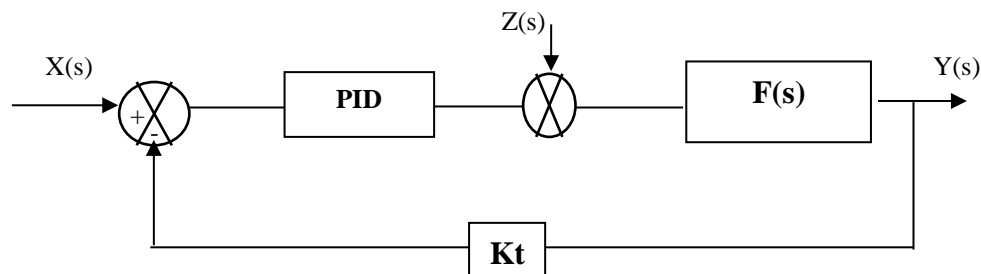 Z(s)
X(s)
Y(s)
+
-
PID
F(s)
Kt